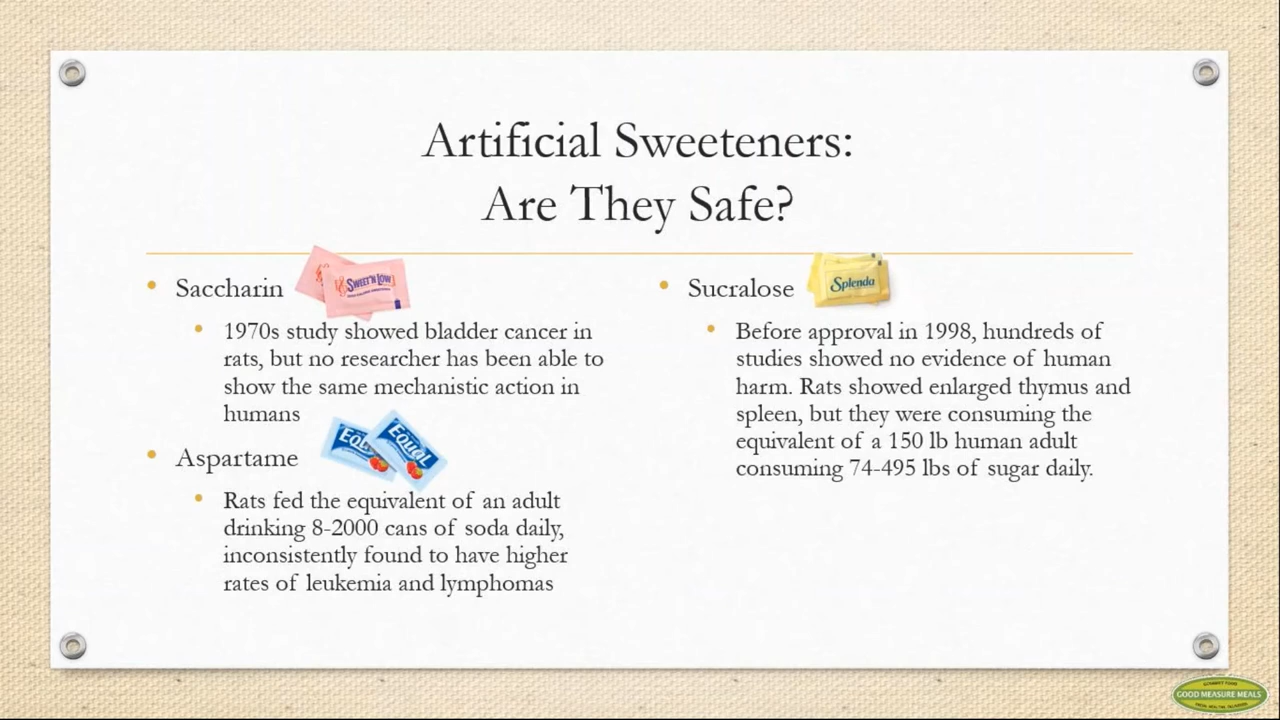 Artificial Sweeteners:
Are They Safe?
• Saccharin
SWEET'N LOW
• 1970s study showed bladder cancer in
rats, but no researcher has been able to
show the same mechanistic action in
humans
• Aspartame
EQUAL
• Rats fed the equivalent of an adult
drinking 8-2000 cans of soda daily,
inconsistently found to have higher
rates of leukemia and lymphomas
• Sucralose
Splenda
• Before approval in 1998, hundreds of
studies showed no evidence of human
harm. Rats showed enlarged thymus and
spleen, but they were consuming the
equivalent of a 150 lb human adult
consuming 74-495 lbs of sugar daily.
GOOD MEASURE MEALS